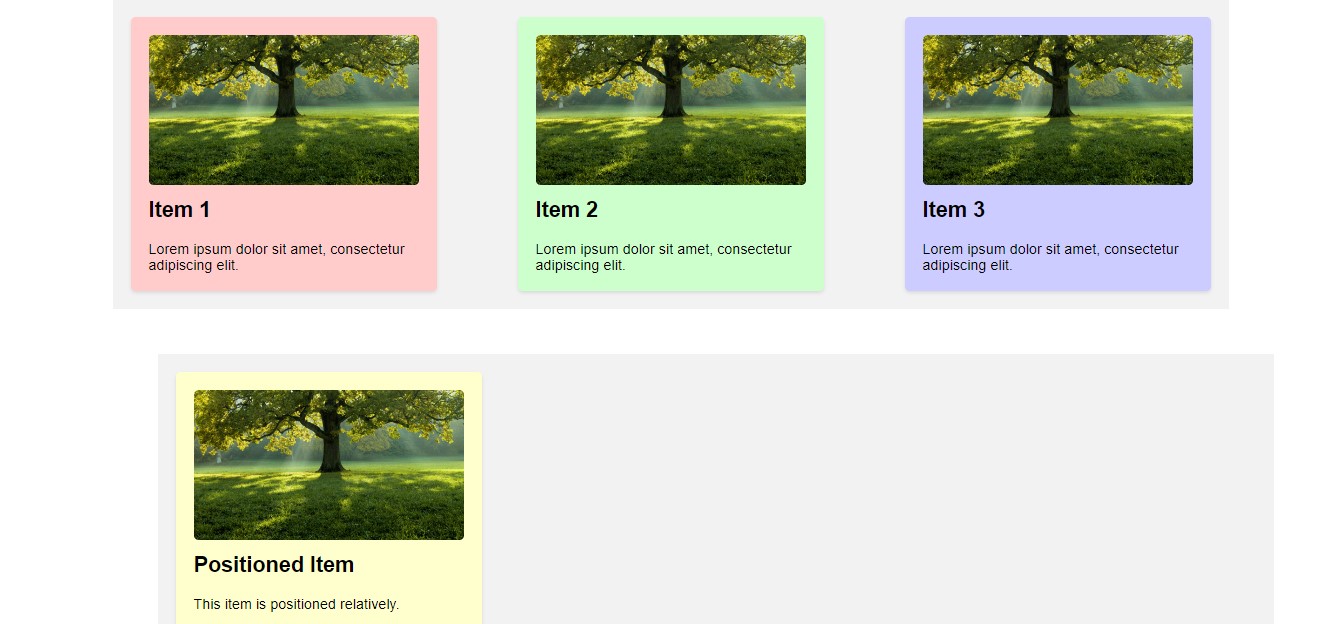 Item 1
Lorem ipsum dolor sit amet, consectetur
adipiscing elit.
Item 2
Lorem ipsum dolor sit amet, consectetur
adipiscing elit.
Item 3
Lorem ipsum dolor sit amet, consectetur
adipiscing elit.
Positioned Item
This item is positioned relatively.